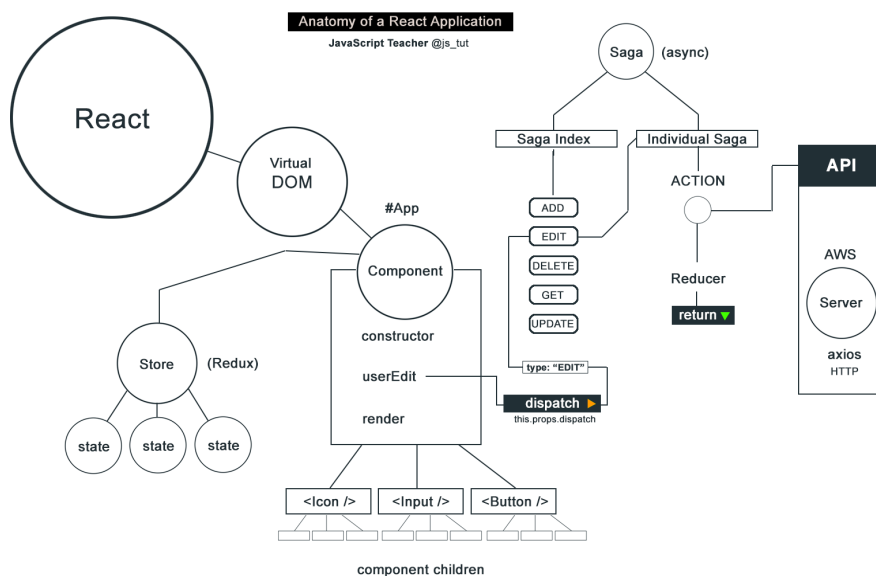 Anatomy of a React Application
JavaScript Teacher @js_tut
React
Virtual
DOM
#App
Component
constructor
userEdit
render
Store
(Redux)
state
state
state
<Icon />
<Input />
<Button />
component children
Saga
(async)
Saga Index
Individual Saga
ADD
EDIT
DELETE
GET
UPDATE
type: “EDIT”
dispatch
this.props.dispatch
ACTION
Reducer
return
API
AWS
Server
axios
HTTP